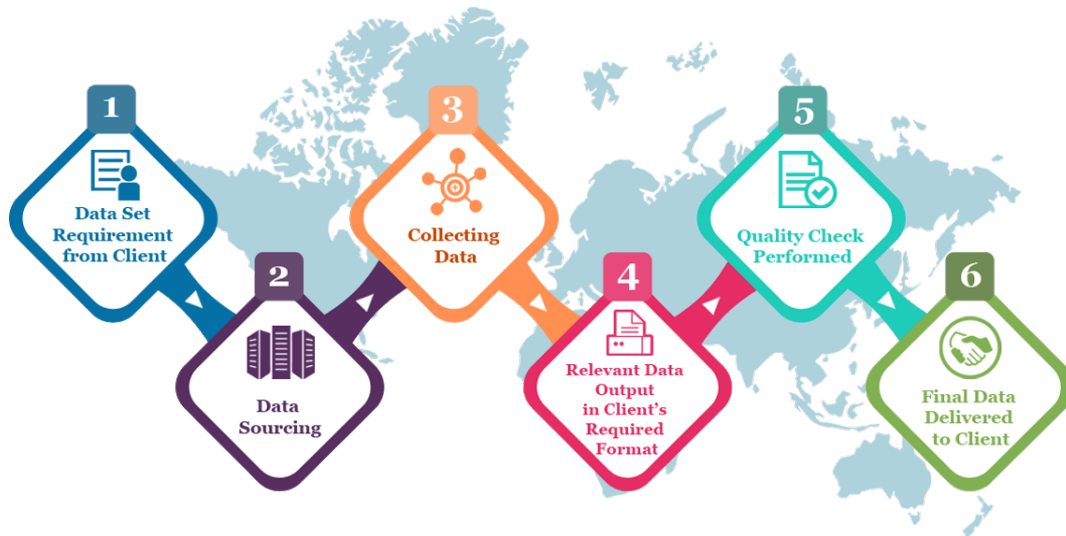 1
Data Set
Requirement
from Client
2
Data
Sourcing
3
Collecting
Data
4
Relevant Data
Output
in Client's
Required
Format
5
Quality Check
Performed
6
Final Data
Delivered
to Client